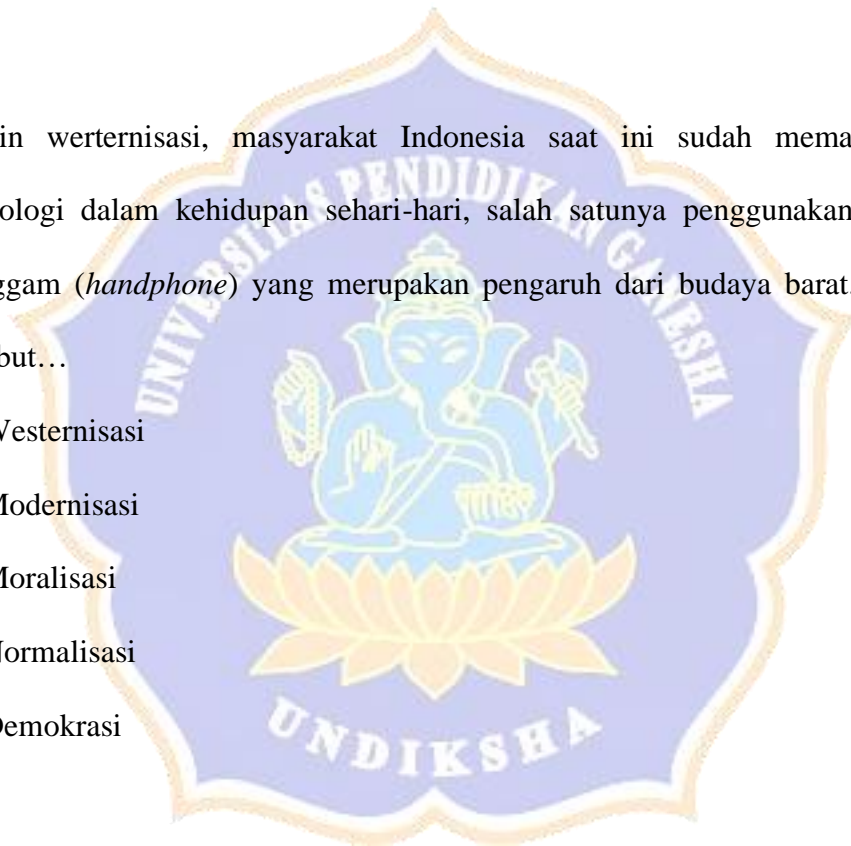 in werternisasi, masyarakat Indonesia saat ini sudah mema
ologi dalam kehidupan sehari-hari, salah satunya penggunakan
ggam (handphone) yang merupakan pengaruh dari budaya barat.
but…
Westernisasi
Modernisasi
Moralisasi
Normalisasi
Demokrasi
UNIVERSITAS PENDIDIKAN GANESHA
UNDIKSHA